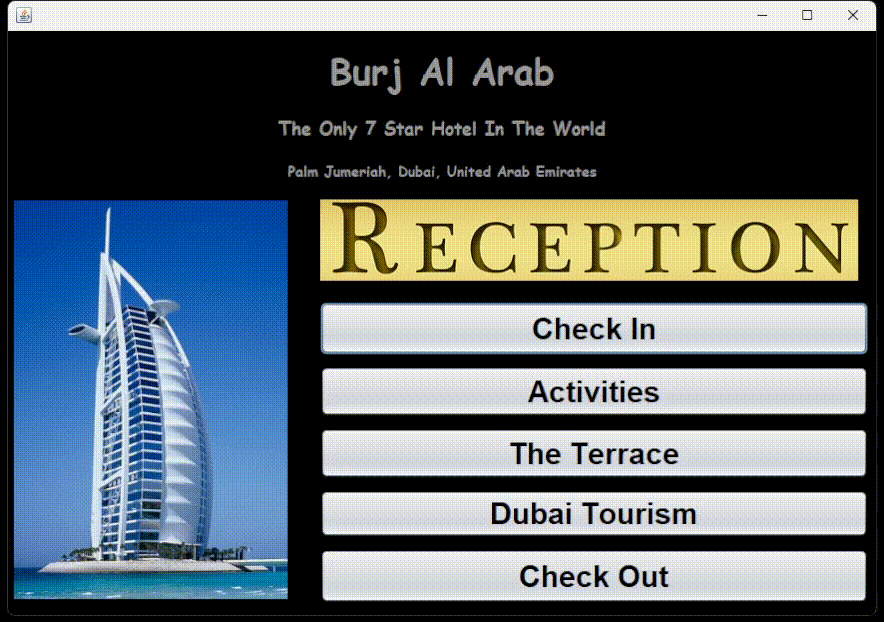 Burj Al Arab
The Only 7 Star Hotel In The World
Palm Jumeriah, Dubai, United Arab Emirates
RECEPTION
Check In
Activities
The Terrace
Dubai Tourism
Check Out